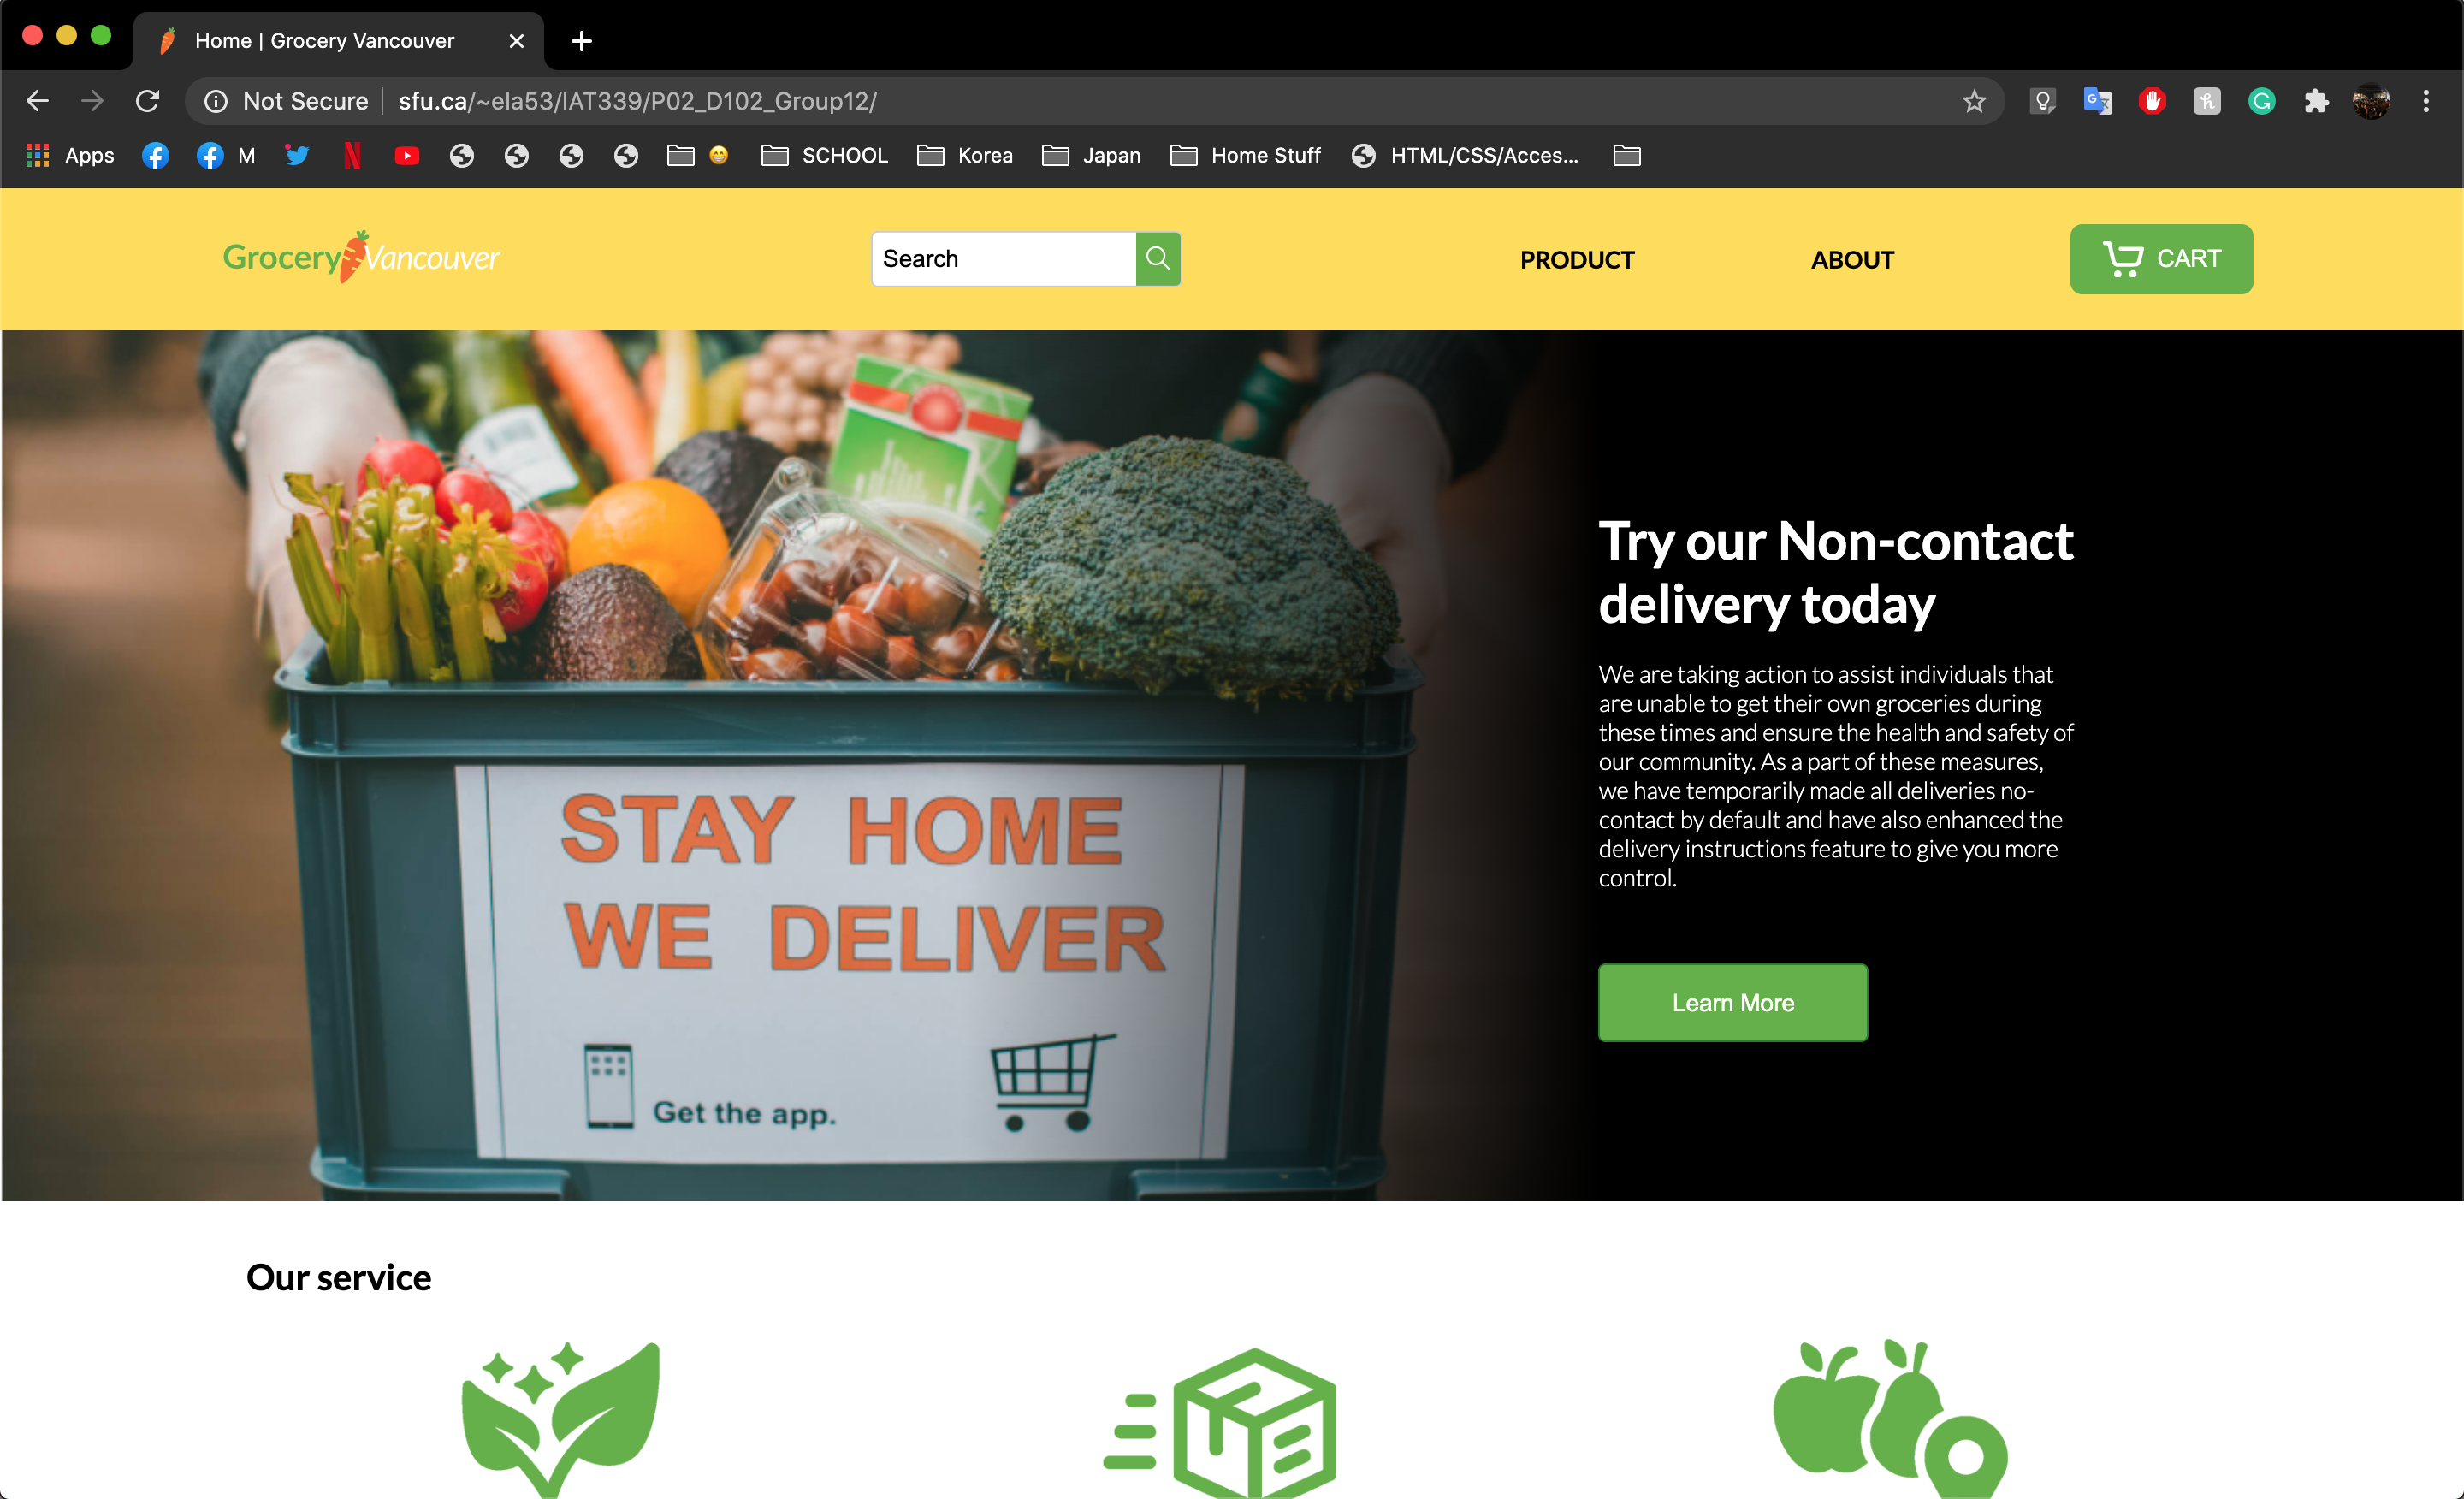 Home | Grocery Vancouver
Not Secure | sfu.ca/~ela53/IAT339/P02_D102_Group12/
Apps M SCHOOL Korea Japan Home Stuff HTML/CSS/Acces...
Grocery Vancouver
Search
PRODUCT
ABOUT
CART
STAY HOME
WE DELIVER
Get the app.
Try our Non-contact
delivery today
We are taking action to assist individuals that
are unable to get their own groceries during
these times and ensure the health and safety of
our community. As a part of these measures,
we have temporarily made all deliveries no-
contact by default and have also enhanced the
delivery instructions feature to give you more
control.
Learn More
Our service